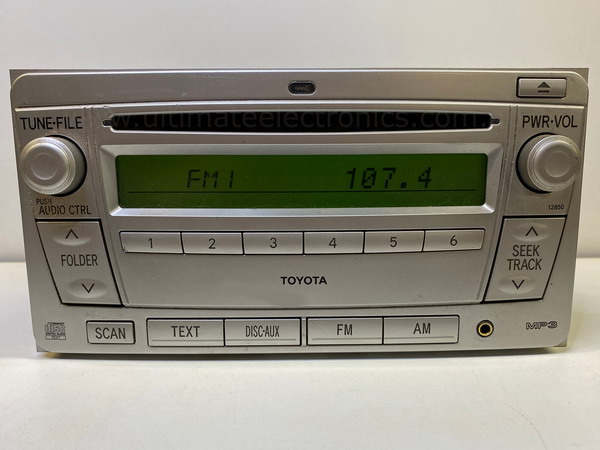 www.ultimateelectronics.com
TUNE·FILE
PWR·VOL
FM1 107.4
PUSH
AUDIO CTRL
12850
1 2 3 4 5 6
FOLDER
SEEK
TRACK
TOYOTA
SCAN
TEXT
DISC·AUX
FM
AM
MP3